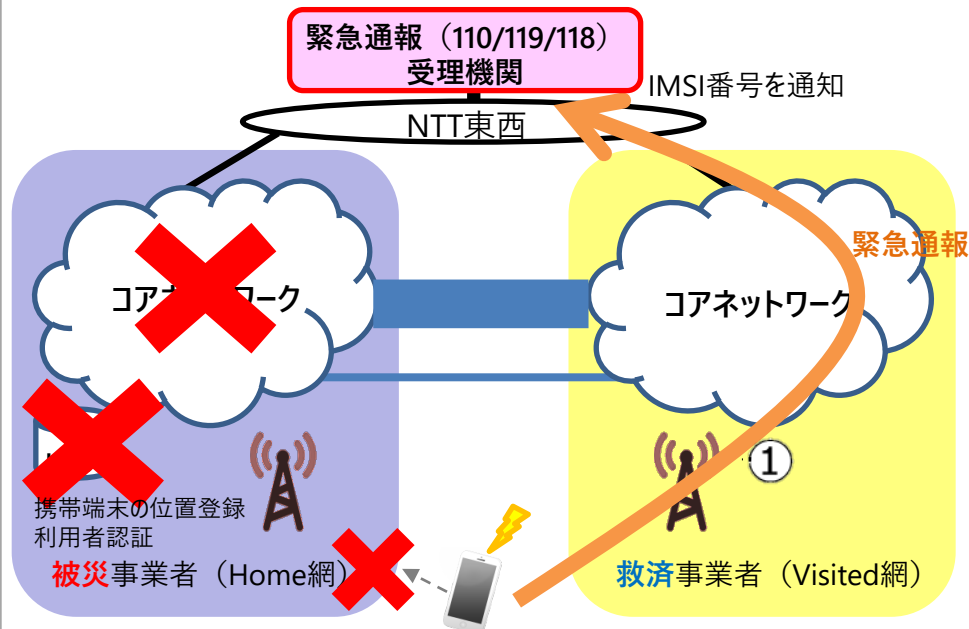 緊急通報（110/119/118）
受理機関
IMSI番号を通知
NTT東西
緊急通報
コアネットワーク
①
携帯端末の位置登録
利用者認証
被災事業者（Home網）
救済事業者（Visited網）